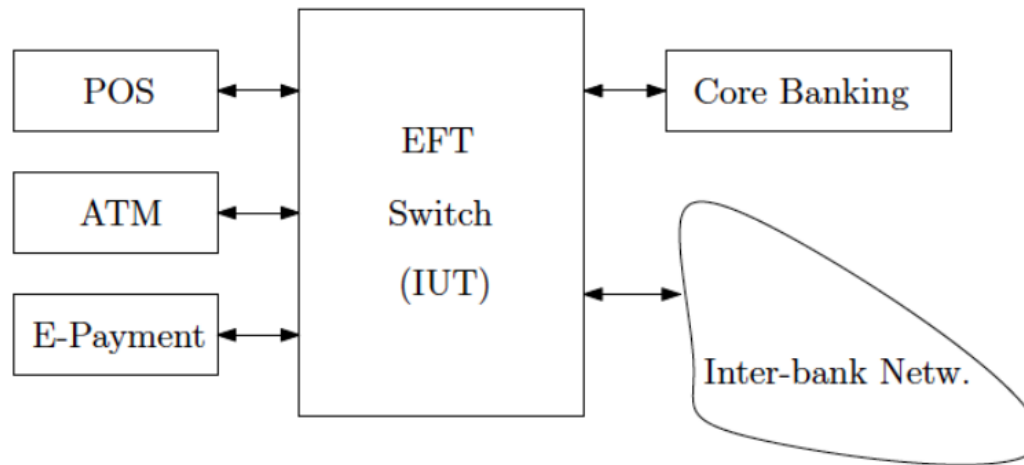 POS
ATM
E-Payment
EFT
Switch
(IUT)
Core Banking
Inter-bank Netw.